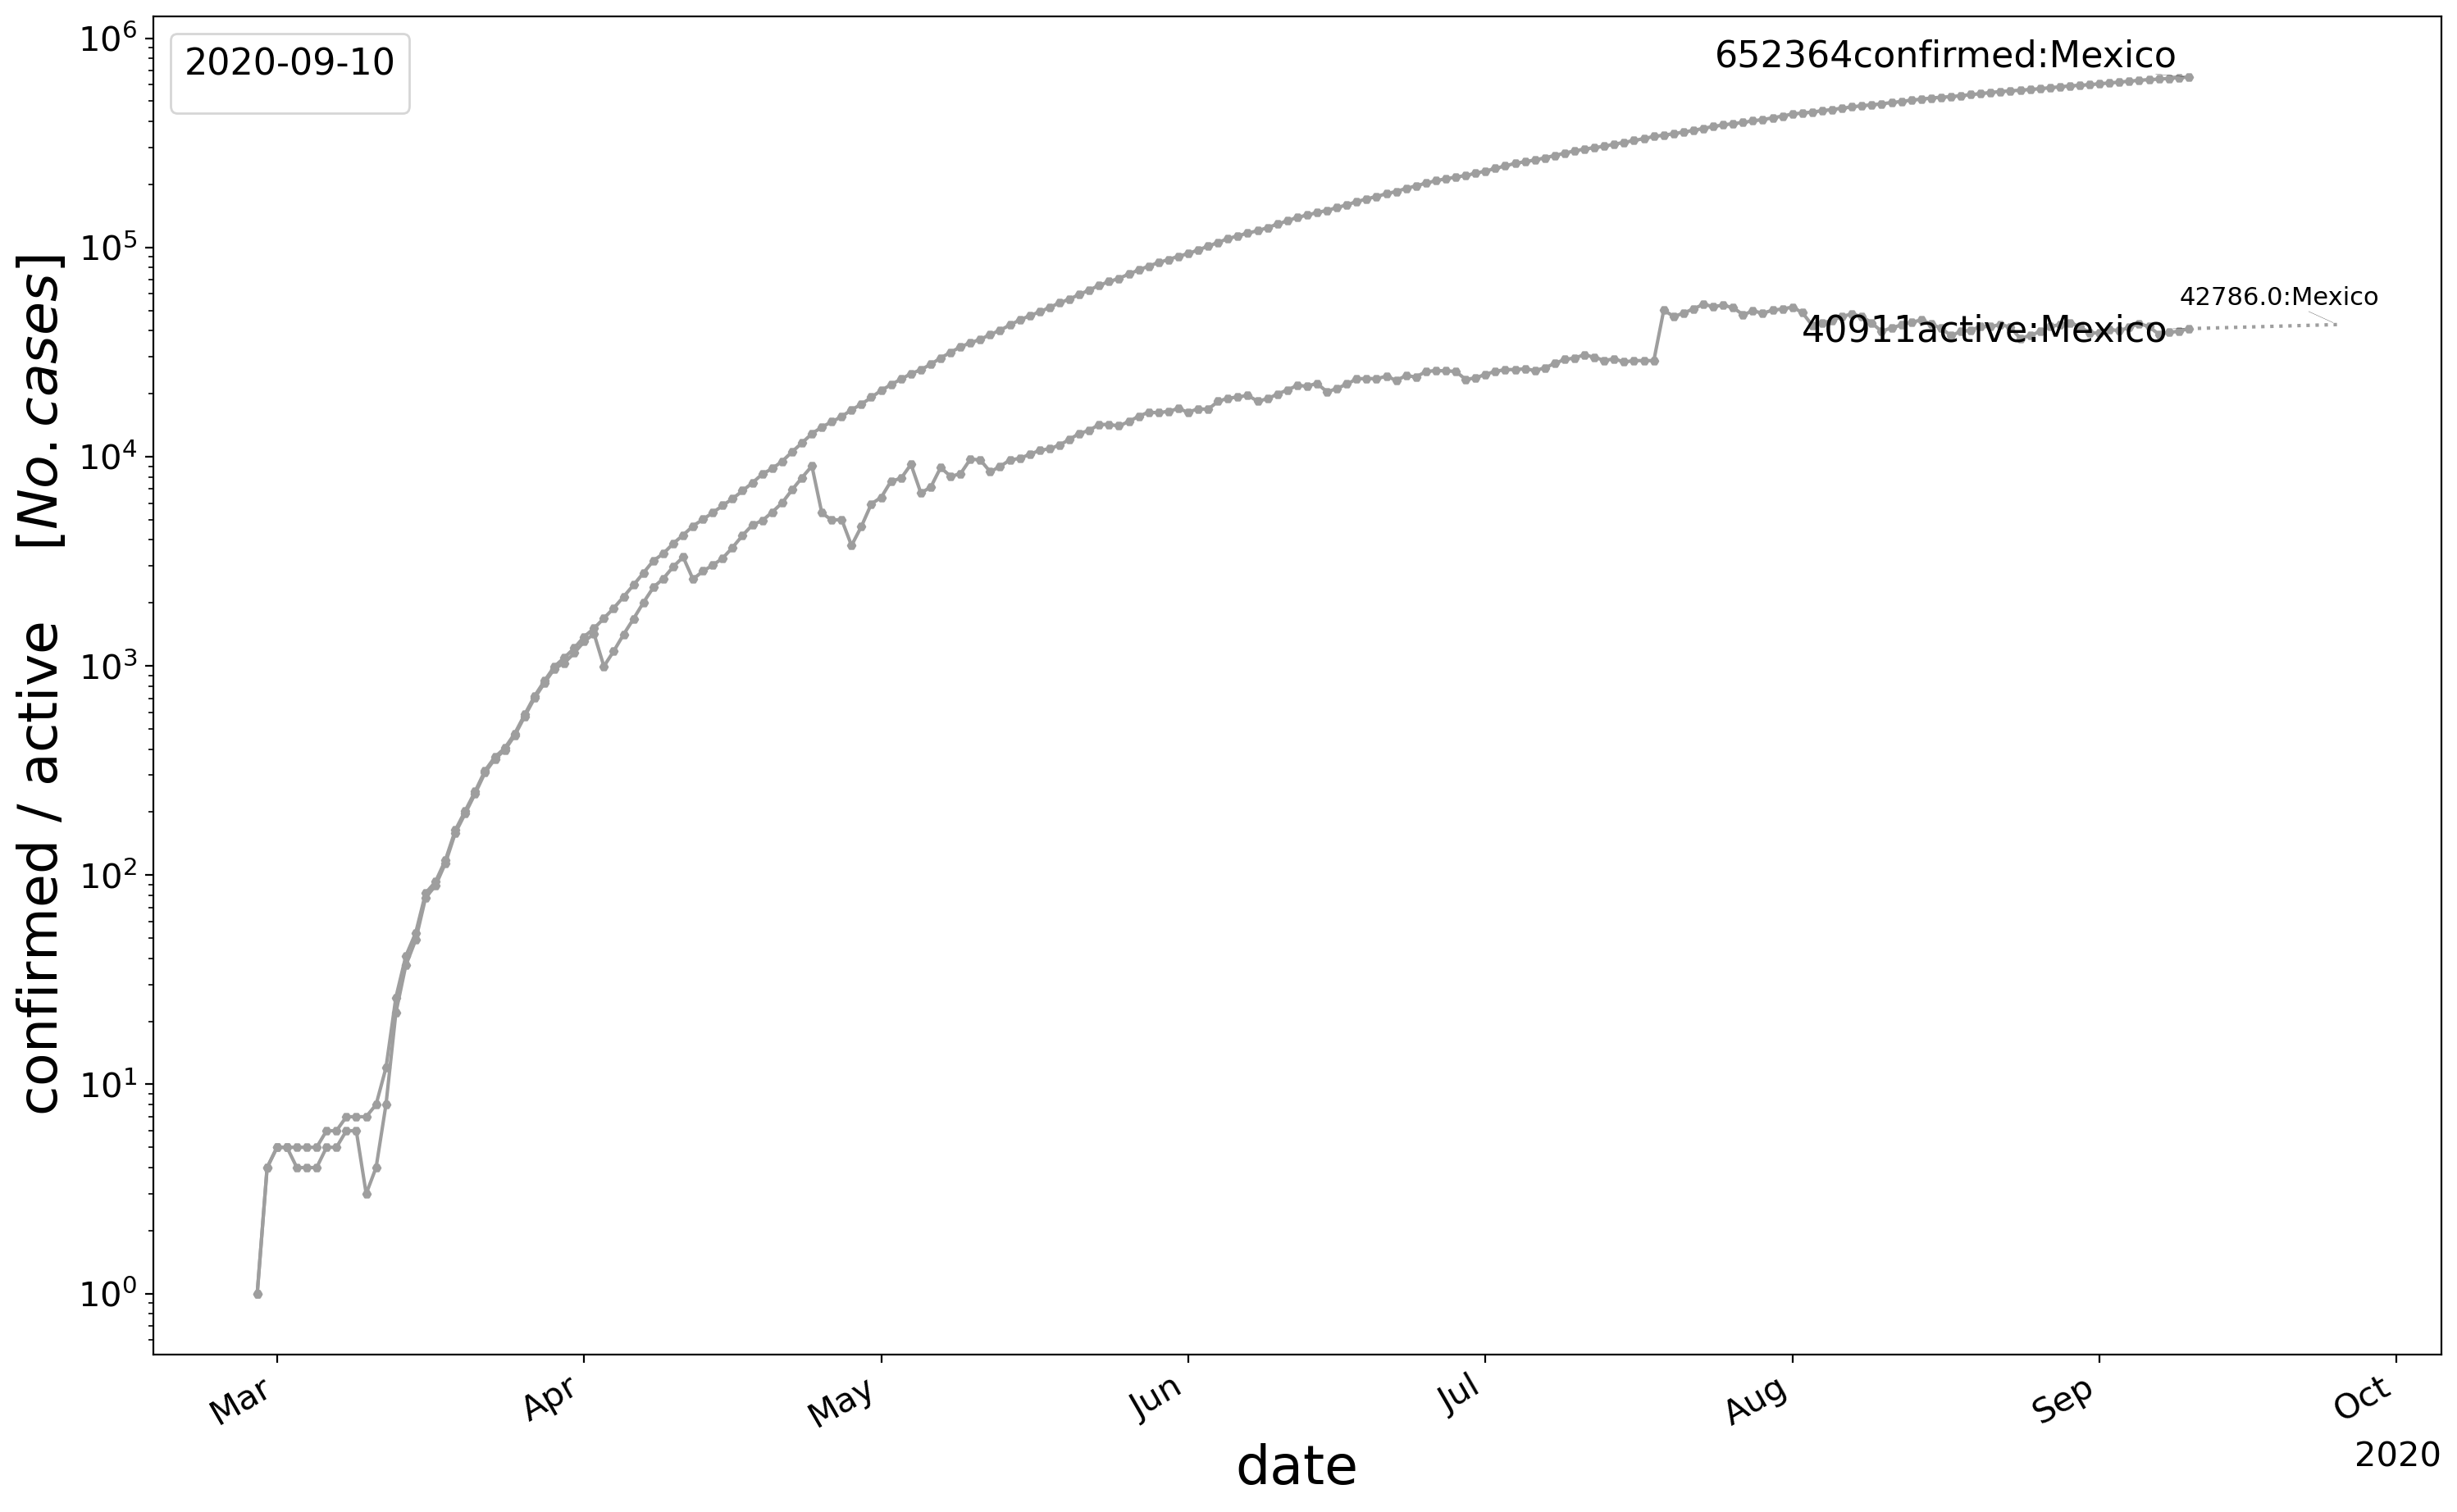 2020-09-10
652364confirmed:Mexico
42786.0:Mexico
40911active:Mexico
confirmed / active [No. cases]
10^6
10^5
10^4
10^3
10^2
10^1
10^0
Mar
Apr
May
Jun
Jul
Aug
Sep
Oct
2020
date